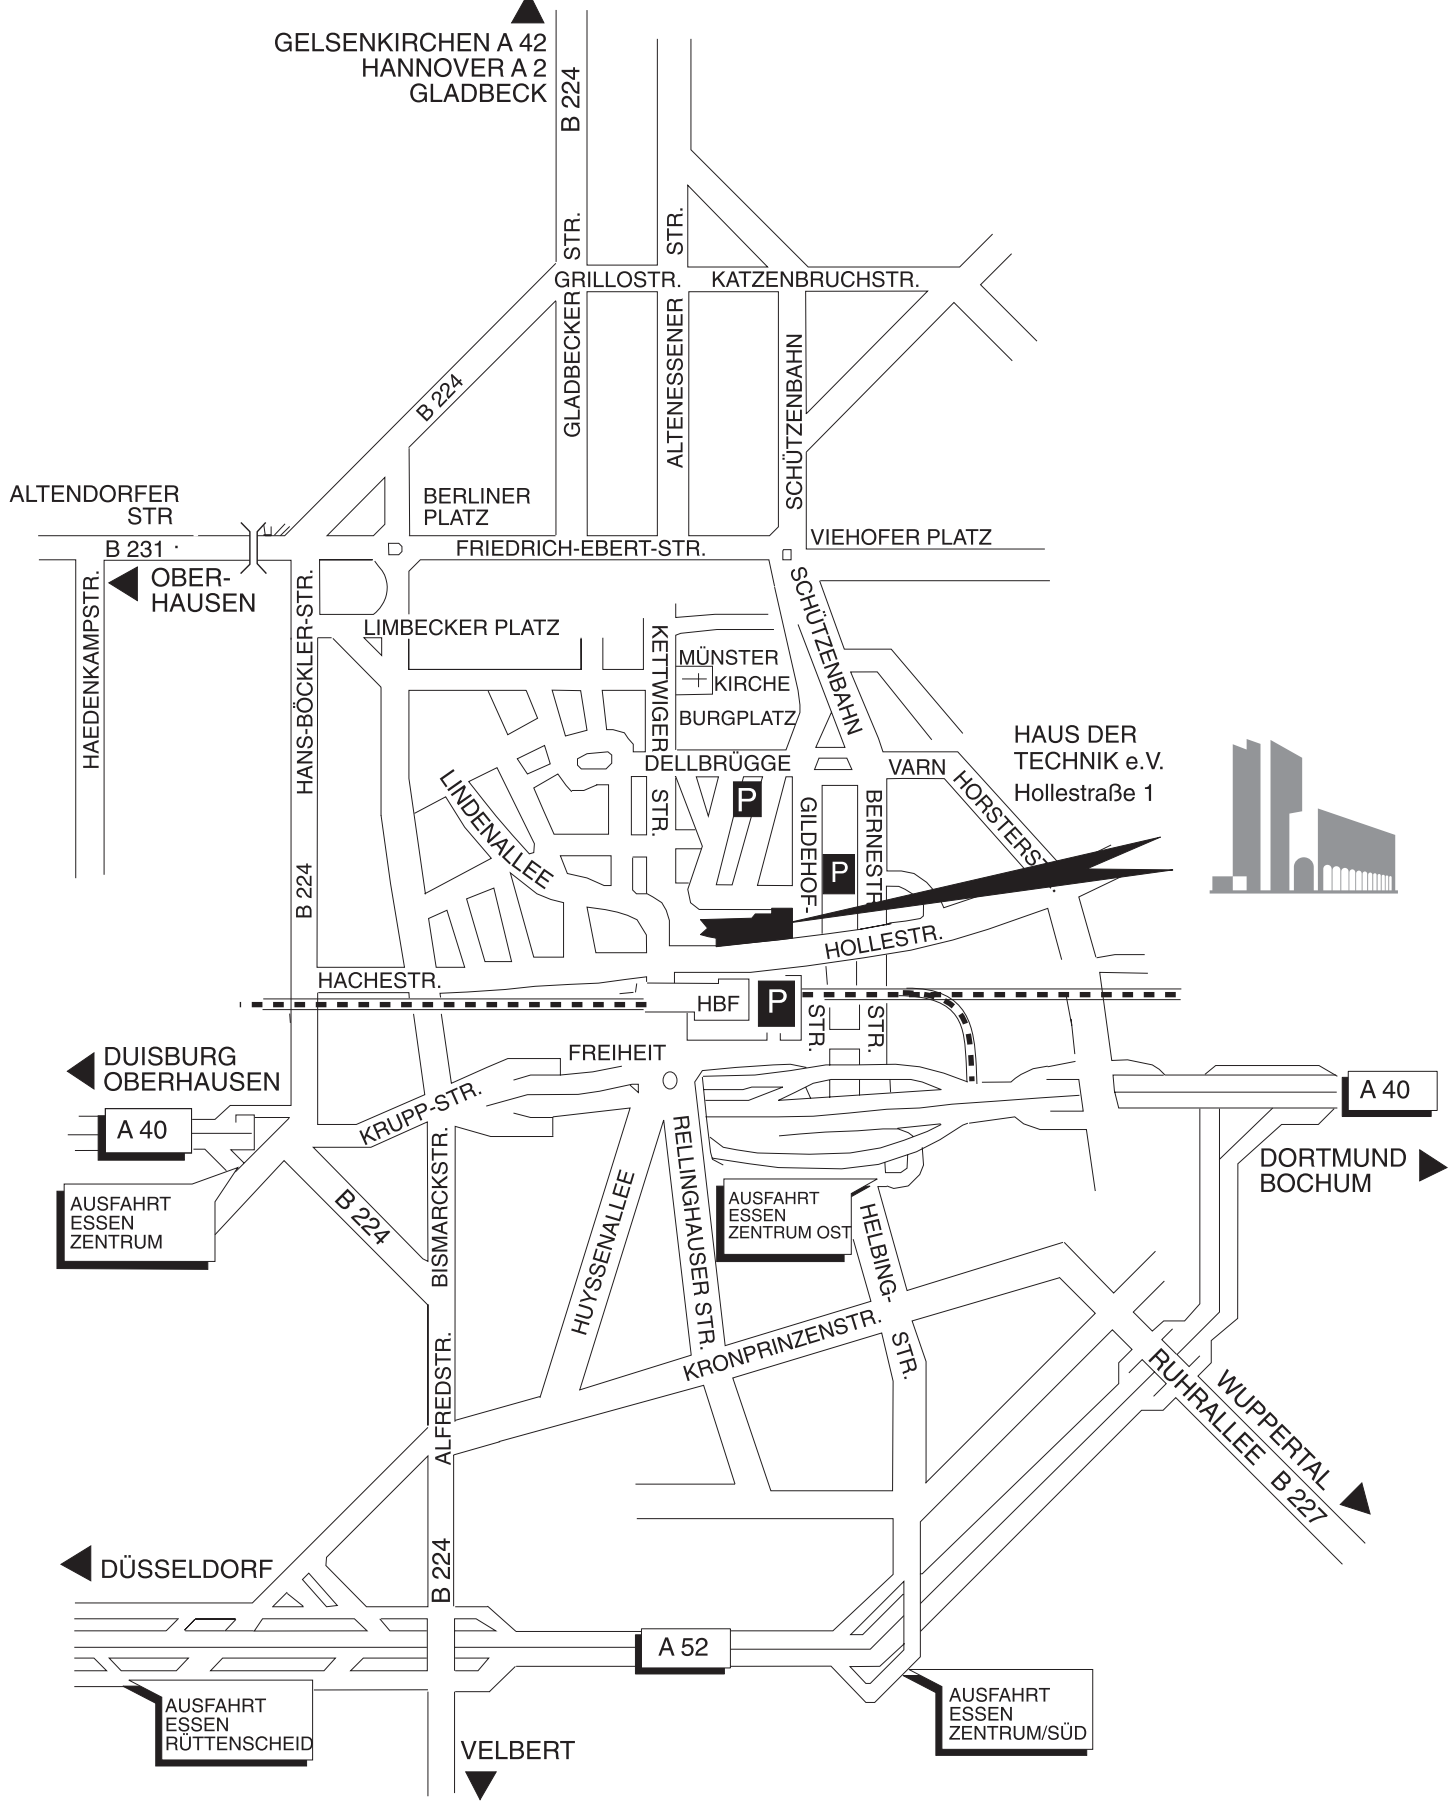 GELSENKIRCHEN A 42
HANNOVER A 2
GLADBECK
B 224
STR.
STR.
GRILLOSTR.
KATZENBRUCHSTR.
GLADBECKER
ALTENESSENER
SCHÜTZENBAHN
B 224
ALTENDORFER
STR
B 231
BERLINER
PLATZ
FRIEDRICH-EBERT-STR.
VIEHOFER PLATZ
OBER-
HAUSEN
HAEDENKAMPSTR.
HANS-BÖCKLER-STR.
B 224
LIMBECKER PLATZ
KETTWIGER
STR.
MÜNSTER
KIRCHE
BURGPLATZ
SCHÜTZENBAHN
DELLBRÜGGE
VARN
HORSTERST.
HAUS DER
TECHNIK e.V.
Hollestraße 1
LINDENALLEE
P
GILDEHOF-
P
BERNESTR
HOLLESTR.
HACHESTR.
HBF
P
STR.
STR.
FREIHEIT
DUISBURG
OBERHAUSEN
A 40
KRUPP-STR.
A 40
DORTMUND
BOCHUM
AUSFAHRT
ESSEN
ZENTRUM
B 224
BISMARCKSTR.
HUYSSENALLEE
RELLINGHAUSER STR.
AUSFAHRT
ESSEN
ZENTRUM OST
HELBING-
STR.
KRONPRINZENSTR.
ALFREDSTR.
B 224
WUPPERTAL
RUHRALLEE B 227
DÜSSELDORF
A 52
AUSFAHRT
ESSEN
RÜTTENSCHEID
AUSFAHRT
ESSEN
ZENTRUM/SÜD
VELBERT